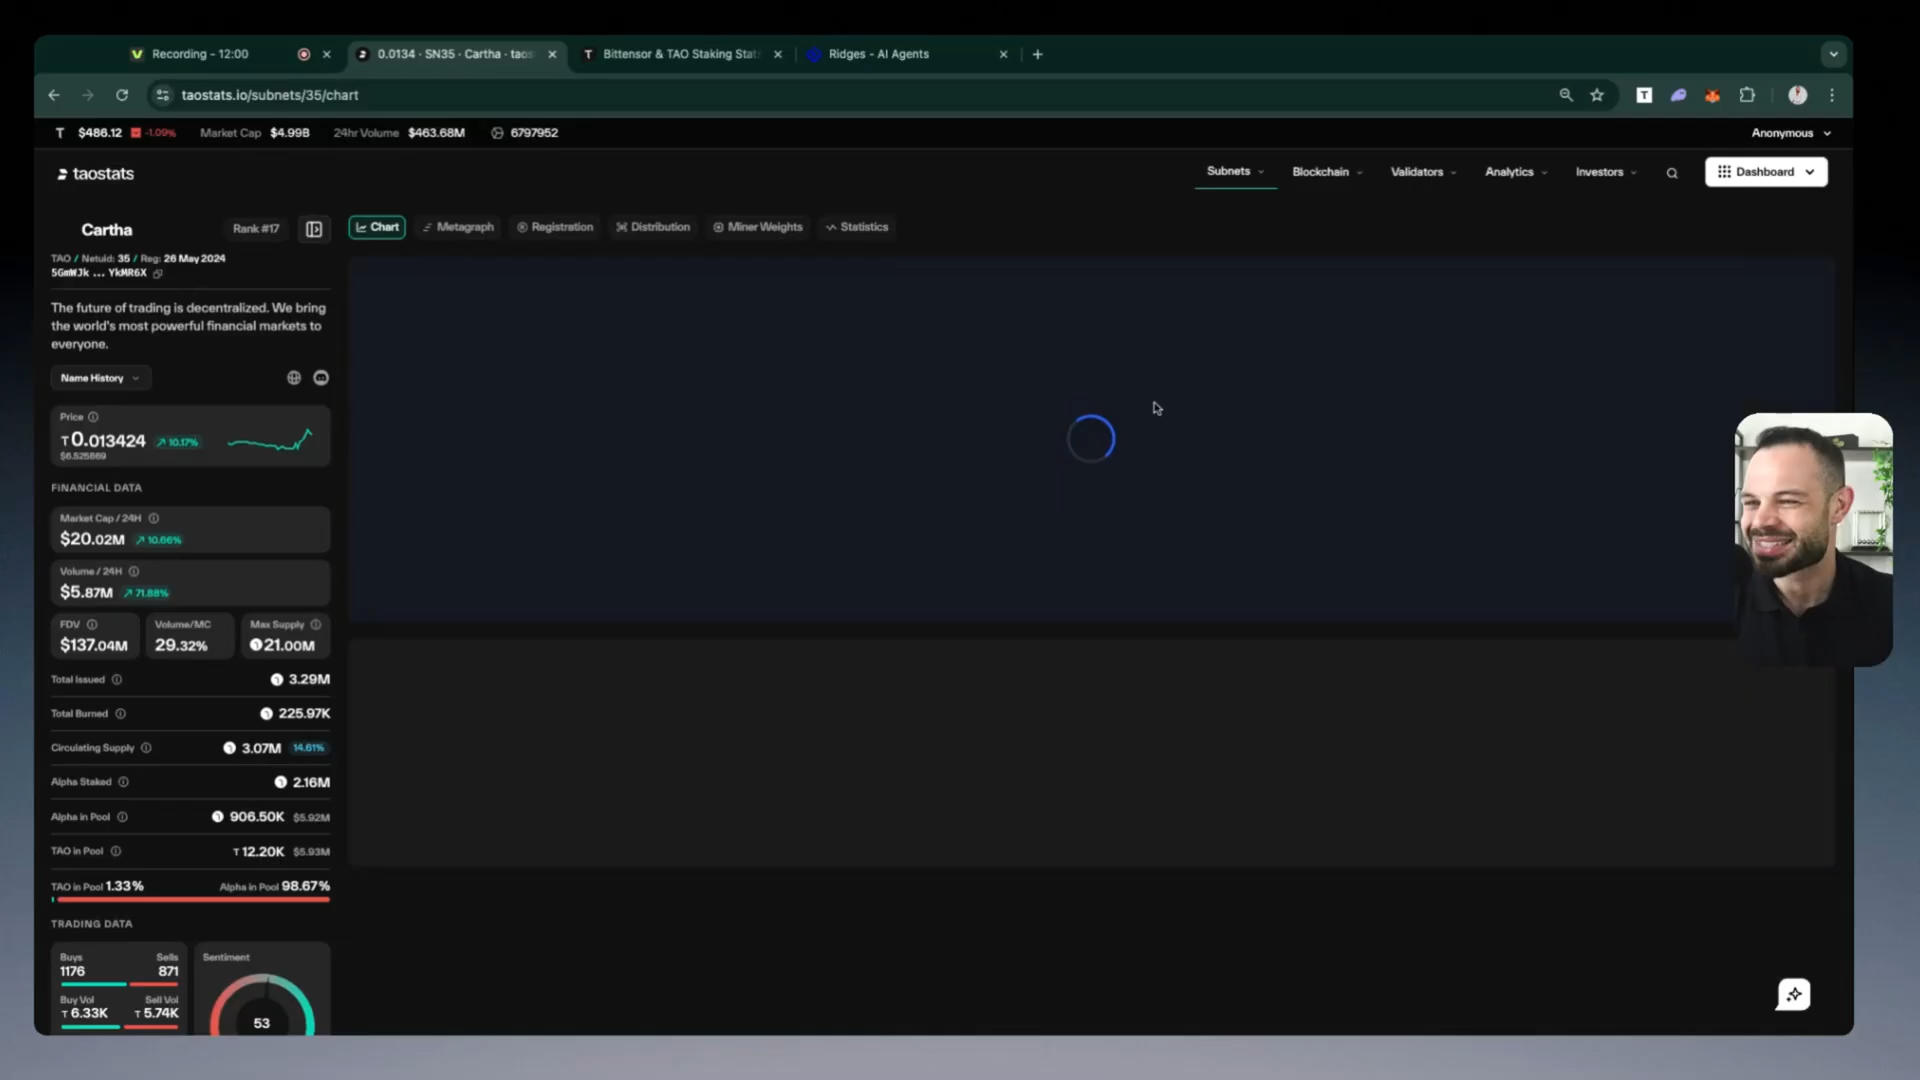 Recording - 12:00
0.0134 · SN35 · Cartha · taos
Bittensor & TAO Staking Stat
Ridges - AI Agents
taostats.io/subnets/35/chart
$486.12 -1.09% Market Cap $4.99B 24hr Volume $463.68M 6797952 Anonymous
taostats
Subnets Blockchain Validators Analytics Investors Dashboard
Cartha Rank #17
Chart Metagraph Registration Distribution Miner Weights Statistics
TAO / Netuid: 35 / Reg: 26 May 2024
5GmWJk ... YkMR6X
The future of trading is decentralized. We bring
the world's most powerful financial markets to
everyone.
Name History
Price
T0.013424 10.17%
$6.525869
FINANCIAL DATA
Market Cap / 24H
$20.02M 10.66%
Volume / 24H
$5.87M 71.88%
FDV Volume/MC Max Supply
$137.04M 29.32% 21.00M
Total Issued 3.29M
Total Burned 225.97K
Circulating Supply 3.07M 14.61%
Alpha Staked 2.16M
Alpha in Pool 906.50K $5.92M
TAO in Pool T 12.20K $5.93M
TAO in Pool 1.33% Alpha in Pool 98.67%
TRADING DATA
Buys Sells Sentiment
1176 871
Buy Vol Sell Vol
T 6.33K T 5.74K
53